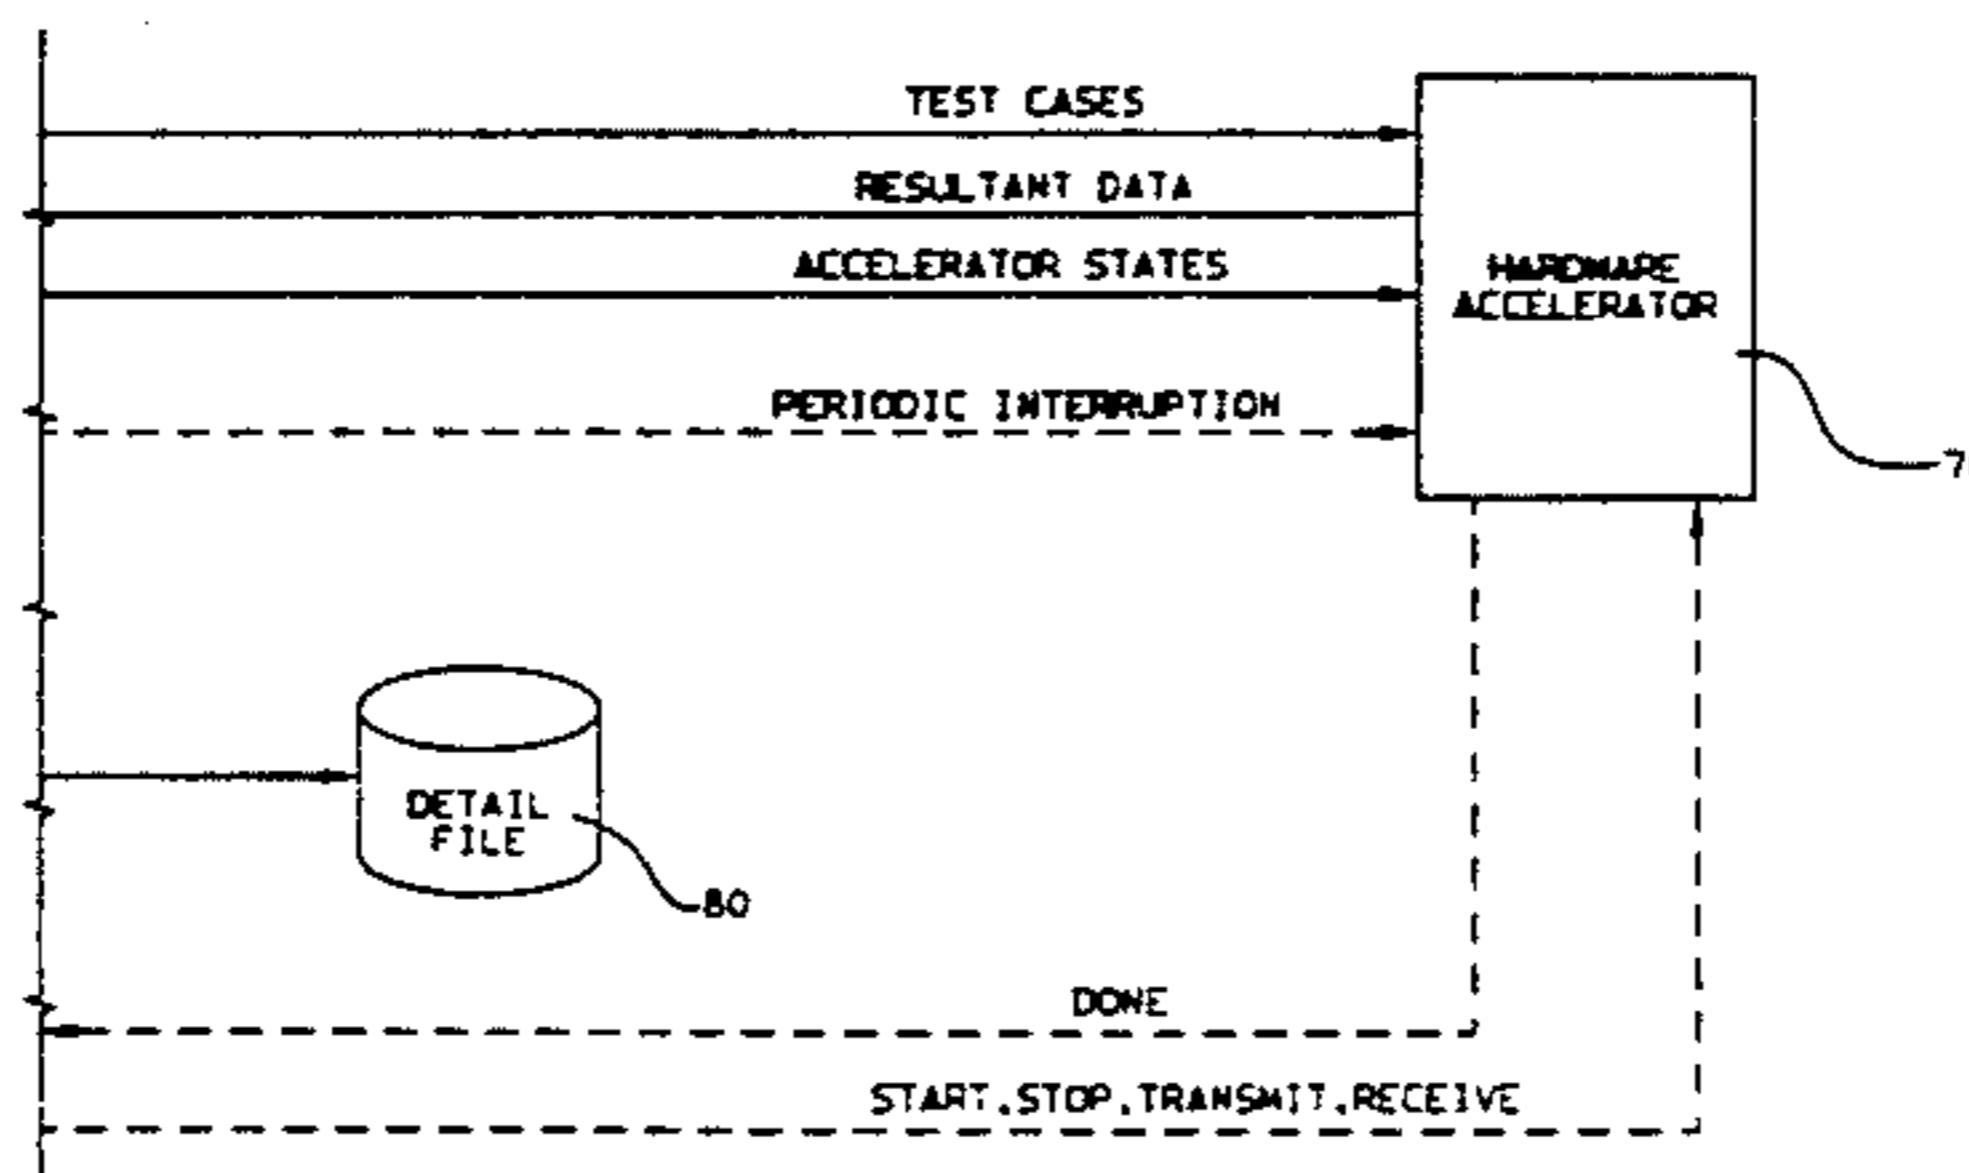 TEST CASES
RESULTANT DATA
ACCELERATOR STATES
HARDWARE
ACCELERATOR
PERIODIC INTERRUPTION
7
DETAIL
FILE
80
DONE
START.STOP.TRANSMIT.RECEIVE